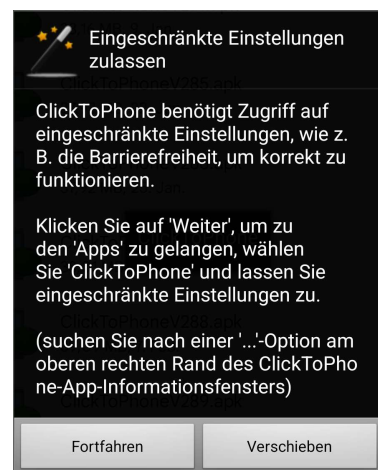 Eingeschränkte Einstellungen
zulassen
ClickToPhone benötigt Zugriff auf
eingeschränkte Einstellungen, wie z.
B. die Barrierefreiheit, um korrekt zu
funktionieren.
Klicken Sie auf 'Weiter', um zu
den 'Apps' zu gelangen, wählen
Sie 'ClickToPhone' und lassen Sie
eingeschränkte Einstellungen zu.
ClickToPhoneV288.apk
(suchen Sie nach einer '...'-Option am
oberen rechten Rand des ClickToPho
ne-App-Informationsfensters)
Fortfahren
Verschieben